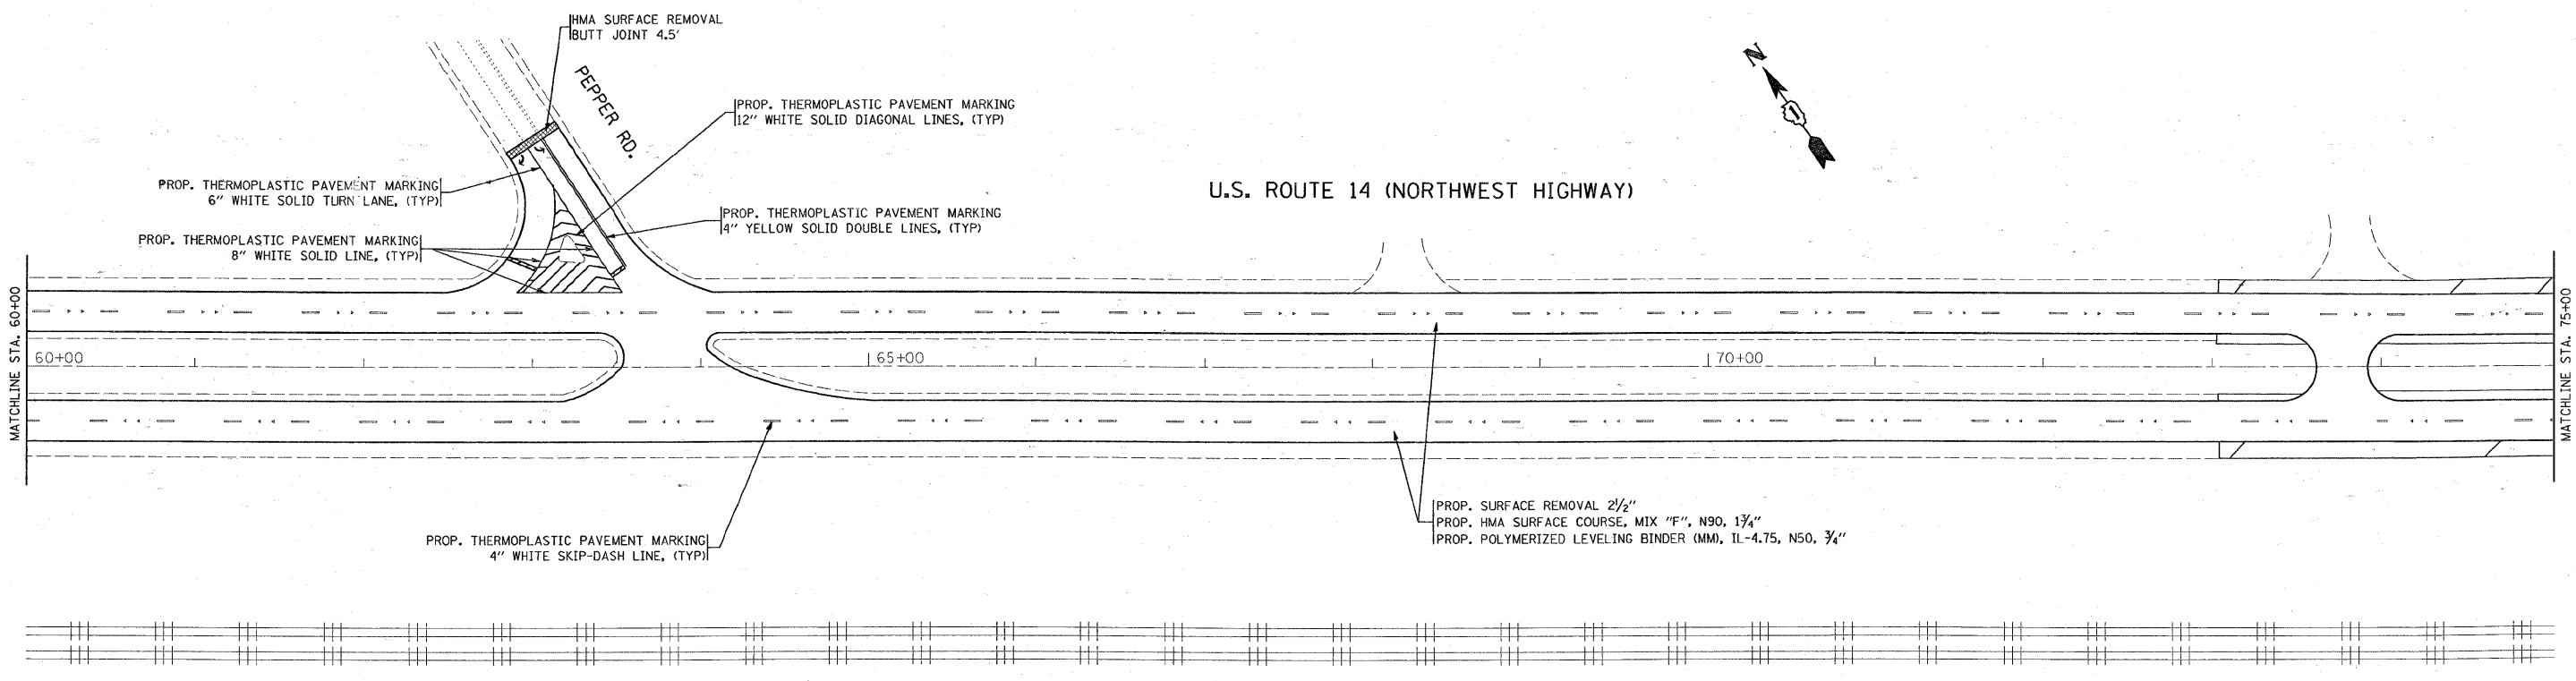 HMA SURFACE REMOVAL
BUTT JOINT 4.5'
PEPPER RD.
PROP. THERMOPLASTIC PAVEMENT MARKING
12" WHITE SOLID DIAGONAL LINES, (TYP)
N
1
PROP. THERMOPLASTIC PAVEMENT MARKING
6" WHITE SOLID TURN LANE, (TYP)
U.S. ROUTE 14 (NORTHWEST HIGHWAY)
PROP. THERMOPLASTIC PAVEMENT MARKING
4" YELLOW SOLID DOUBLE LINES, (TYP)
PROP. THERMOPLASTIC PAVEMENT MARKING
8" WHITE SOLID LINE, (TYP)
MATCHLINE STA. 60+00
60+00
65+00
70+00
MATCHLINE STA. 75+00
PROP. SURFACE REMOVAL 2½"
PROP. HMA SURFACE COURSE, MIX "F", N90, 1¾"
PROP. POLYMERIZED LEVELING BINDER (MM), IL-4.75, N50, ¾"
PROP. THERMOPLASTIC PAVEMENT MARKING
4" WHITE SKIP-DASH LINE, (TYP)